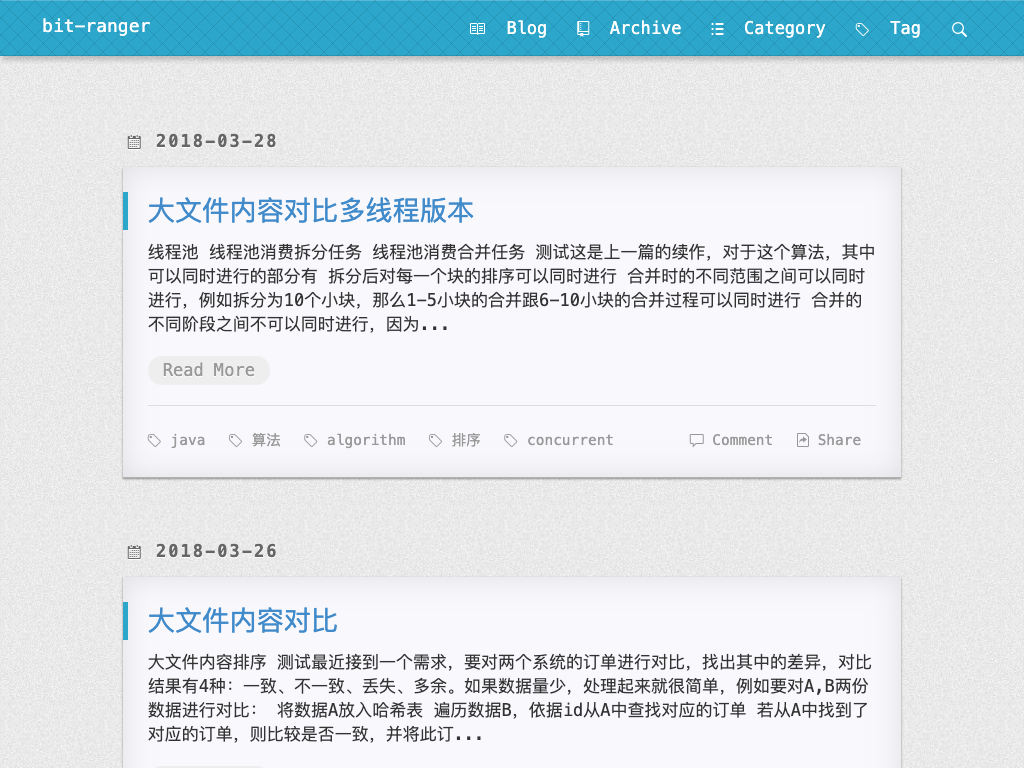 bit-ranger
Blog Archive Category Tag
2018-03-28
大文件内容对比多线程版本
线程池 线程池消费拆分任务 线程池消费合并任务 测试这是上一篇的续作，对于这个算法，其中
可以同时进行的部分有 拆分后对每一个块的排序可以同时进行 合并时的不同范围之间可以同时
进行，例如拆分为10个小块，那么1-5小块的合并跟6-10小块的合并过程可以同时进行 合并的
不同阶段之间不可以同时进行，因为...
Read More
java 算法 algorithm 排序 concurrent Comment Share
2018-03-26
大文件内容对比
大文件内容排序 测试最近接到一个需求，要对两个系统的订单进行对比，找出其中的差异，对比
结果有4种：一致、不一致、丢失、多余。如果数据量少，处理起来就很简单，例如要对A,B两份
数据进行对比： 将数据A放入哈希表 遍历数据B，依据id从A中查找对应的订单 若从A中找到了
对应的订单，则比较是否一致，并将此订...